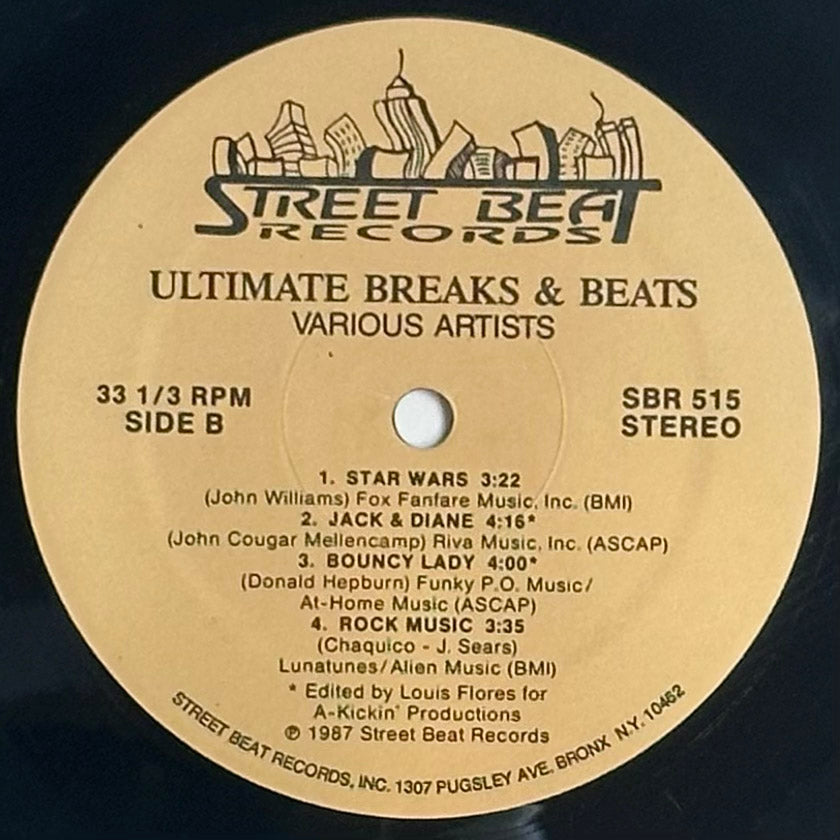 STREET BEAT
RECORDS
ULTIMATE BREAKS & BEATS
VARIOUS ARTISTS
33 1/3 RPM
SIDE B
SBR 515
STEREO
1. STAR WARS 3:22
(John Williams) Fox Fanfare Music, Inc. (BMI)
2. JACK & DIANE 4:16*
(John Cougar Mellencamp) Riva Music, Inc. (ASCAP)
3. BOUNCY LADY 4:00*
(Donald Hepburn) Funky P.O. Music/
At-Home Music (ASCAP)
4. ROCK MUSIC 3:35
(Chaquico - J. Sears)
Lunatunes/Alien Music (BMI)
* Edited by Louis Flores for
A-Kickin' Productions
℗ 1987 Street Beat Records
STREET BEAT RECORDS, INC. 1307 PUGSLEY AVE. BRONX N.Y. 10462